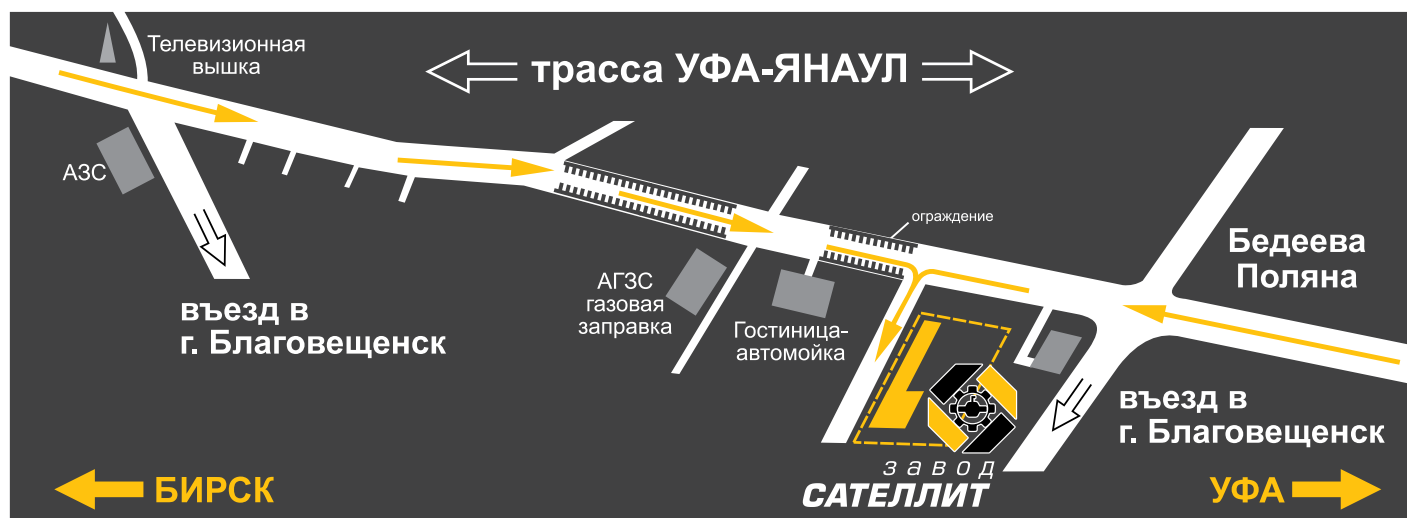 Телевизионная
вышка
трасса УФА-ЯНАУЛ
АЗС
ограждение
Бедеева
Поляна
АГЗС
газовая
заправка
въезд в
г. Благовещенск
Гостиница-
автомойка
въезд в
г. Благовещенск
завод
САТЕЛЛИТ
БИРСК
УФА